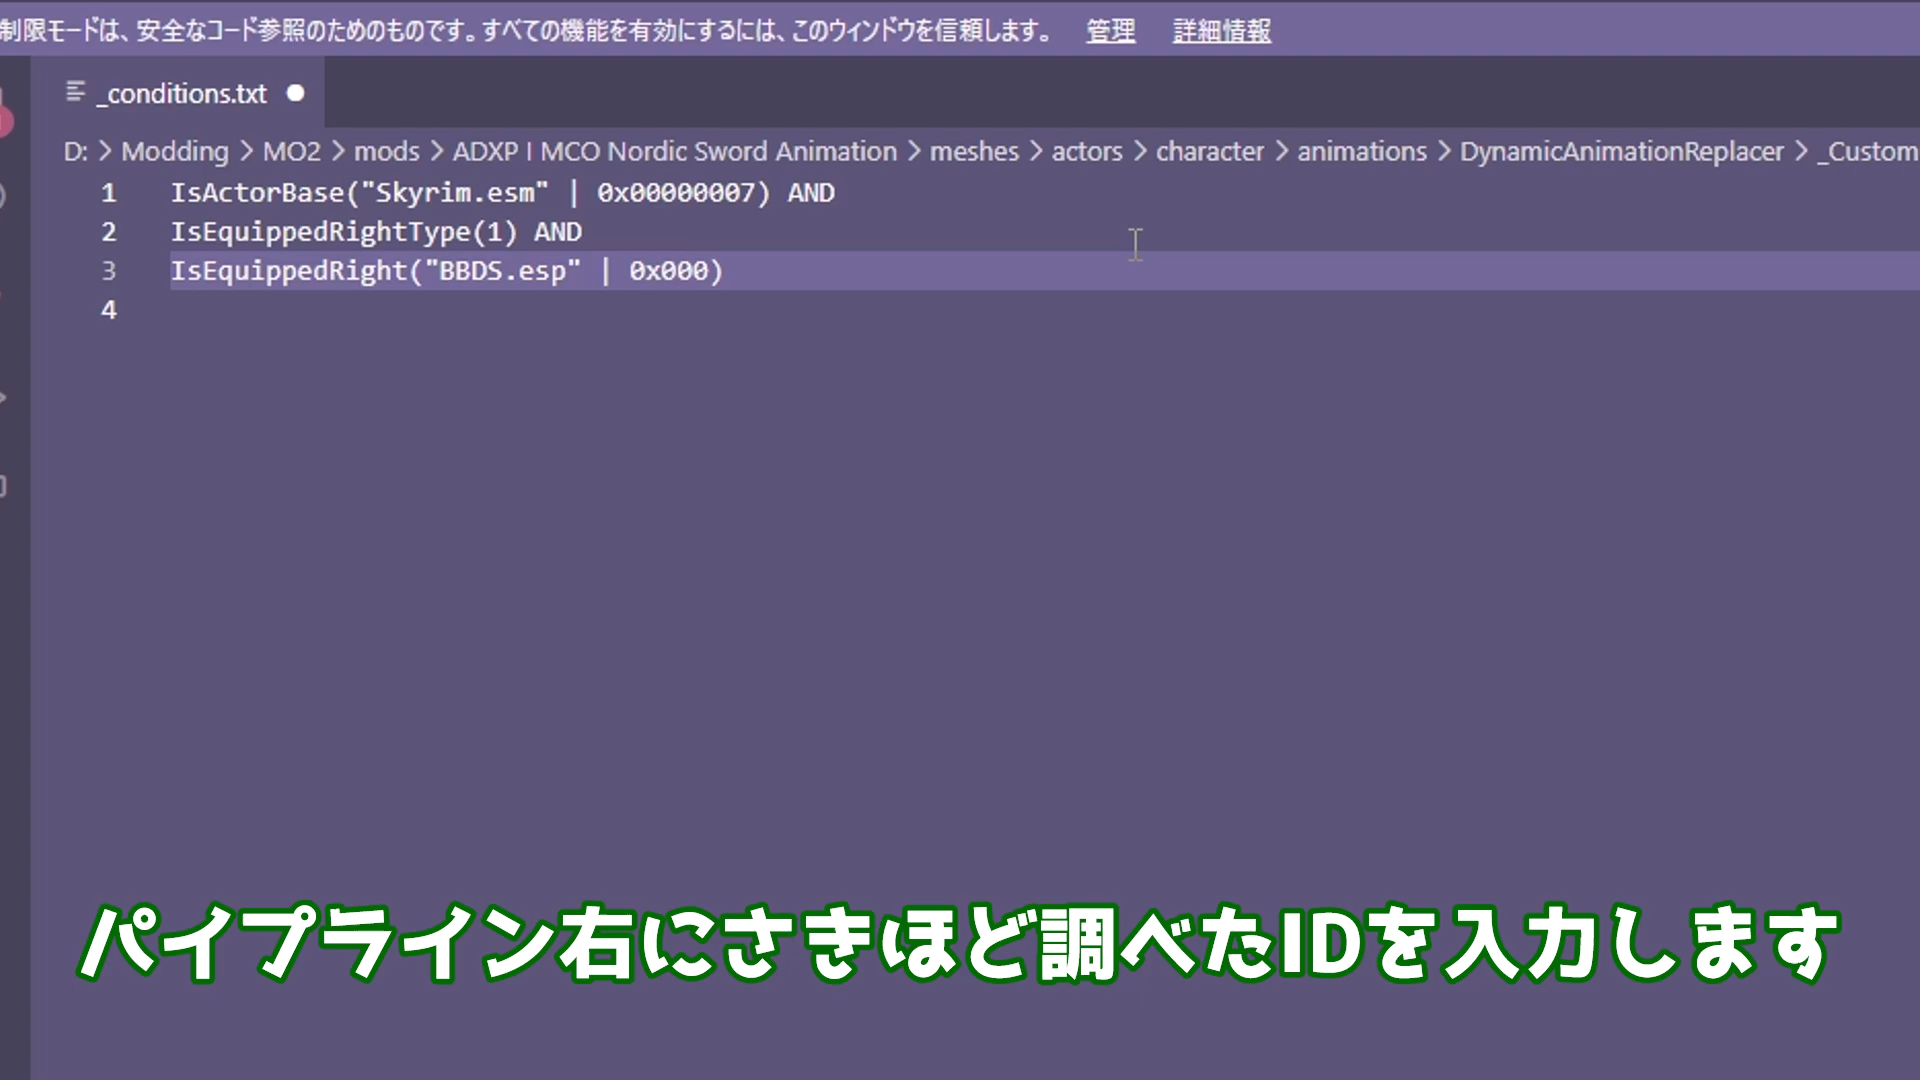 制限モードは、安全なコード参照のためのものです。すべての機能を有効にするには、このウィンドウを信頼します。 管理 詳細情報
_conditions.txt
D: > Modding > MO2 > mods > ADXP I MCO Nordic Sword Animation > meshes > actors > character > animations > DynamicAnimationReplacer > _Custom
1 IsActorBase("Skyrim.esm" | 0x00000007) AND
2 IsEquippedRightType(1) AND
3 IsEquippedRight("BBDS.esp" | 0x000)
4
パイプライン右にさきほど調べたIDを入力します